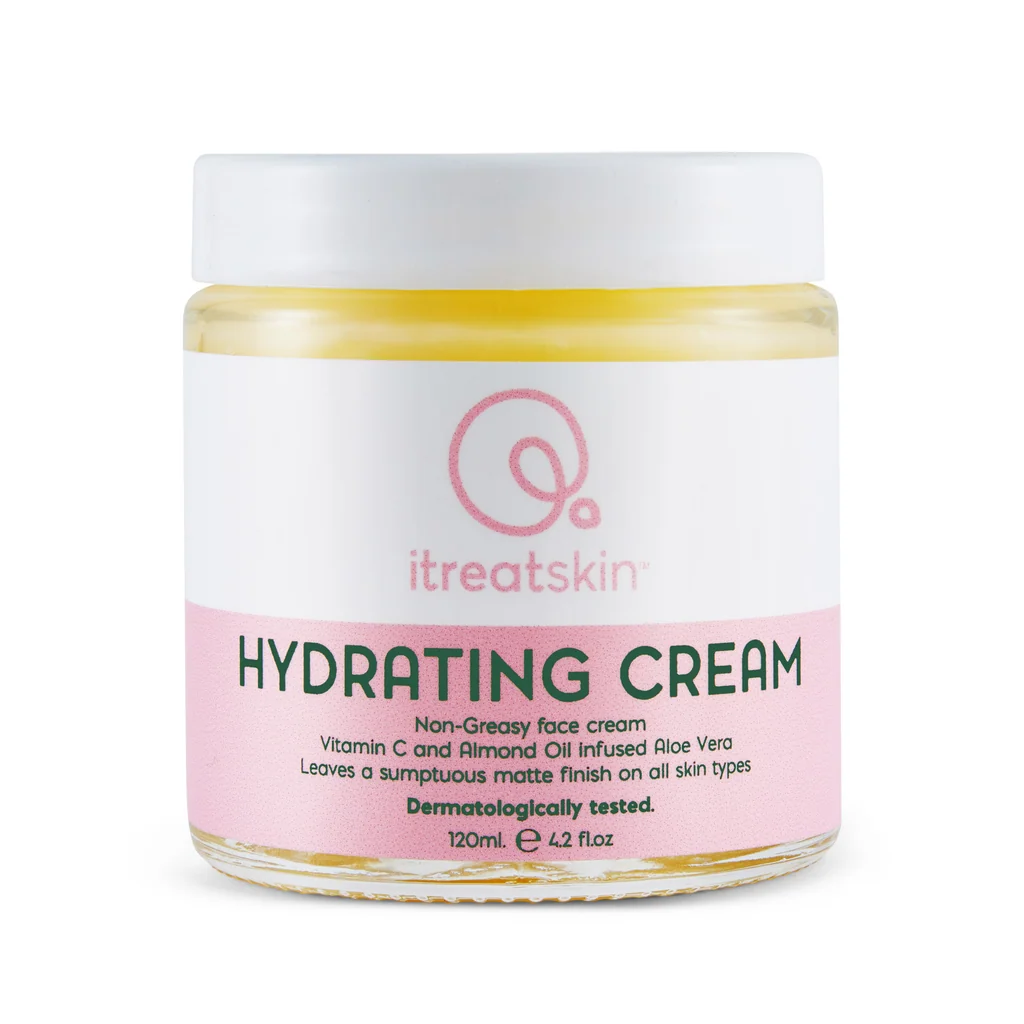 itreatskin™
HYDRATING CREAM
Non-Greasy face cream
Vitamin C and Almond Oil infused Aloe Vera
Leaves a sumptuous matte finish on all skin types
Dermatologically tested.
120ml. ℮ 4.2 fl.oz